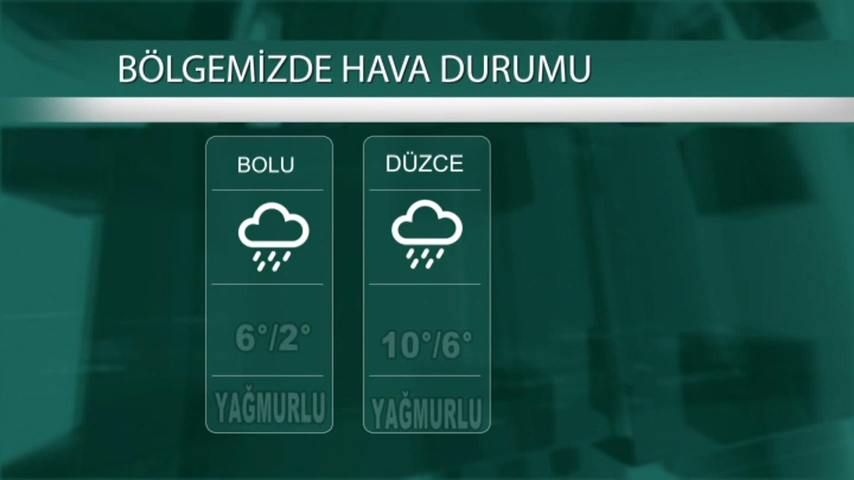 BÖLGEMİZDE HAVA DURUMU
BOLU
6°/2°
YAĞMURLU
DÜZCE
10°/6°
YAĞMURLU